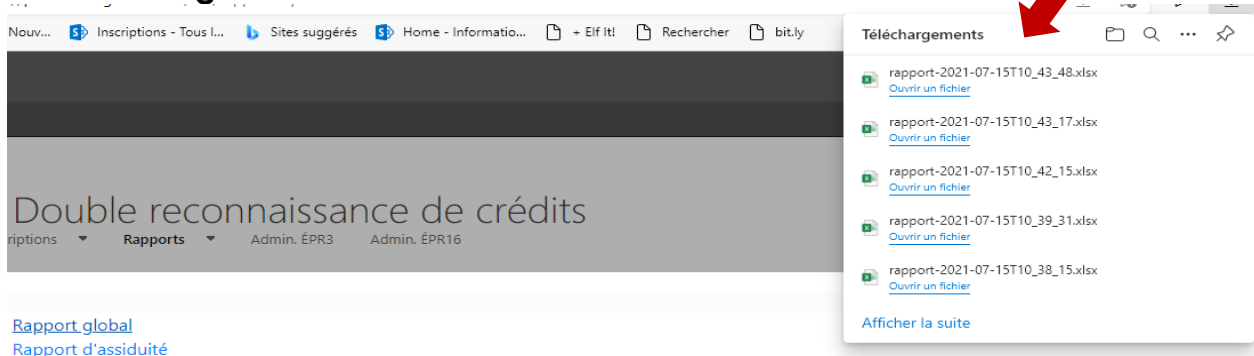 Nouv... Inscriptions - Tous l... Sites suggérés Home - Informatio... + Elf It! Rechercher bit.ly
Téléchargements
rapport-2021-07-15T10_43_48.xlsx
Ouvrir un fichier
rapport-2021-07-15T10_43_17.xlsx
Ouvrir un fichier
rapport-2021-07-15T10_42_15.xlsx
Ouvrir un fichier
rapport-2021-07-15T10_39_31.xlsx
Ouvrir un fichier
rapport-2021-07-15T10_38_15.xlsx
Ouvrir un fichier
Afficher la suite
Double reconnaissance de crédits
riptions Rapports Admin. ÉPR3 Admin. ÉPR16
Rapport global
Rapport d'assiduité